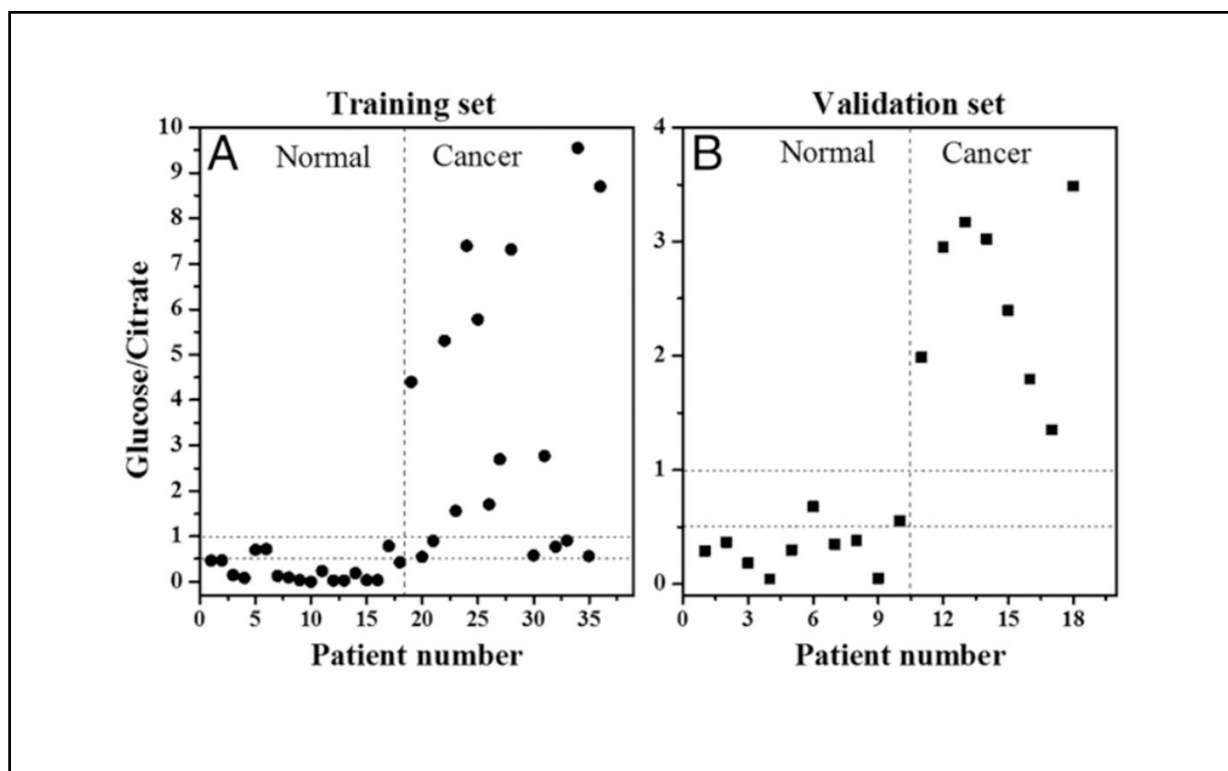 Training set
A
Normal
Cancer
10
9
8
7
6
5
4
3
2
1
0
Glucose/Citrate
0 5 10 15 20 25 30 35
Patient number
Validation set
B
Normal
Cancer
4
3
2
1
0
0 3 6 9 12 15 18
Patient number